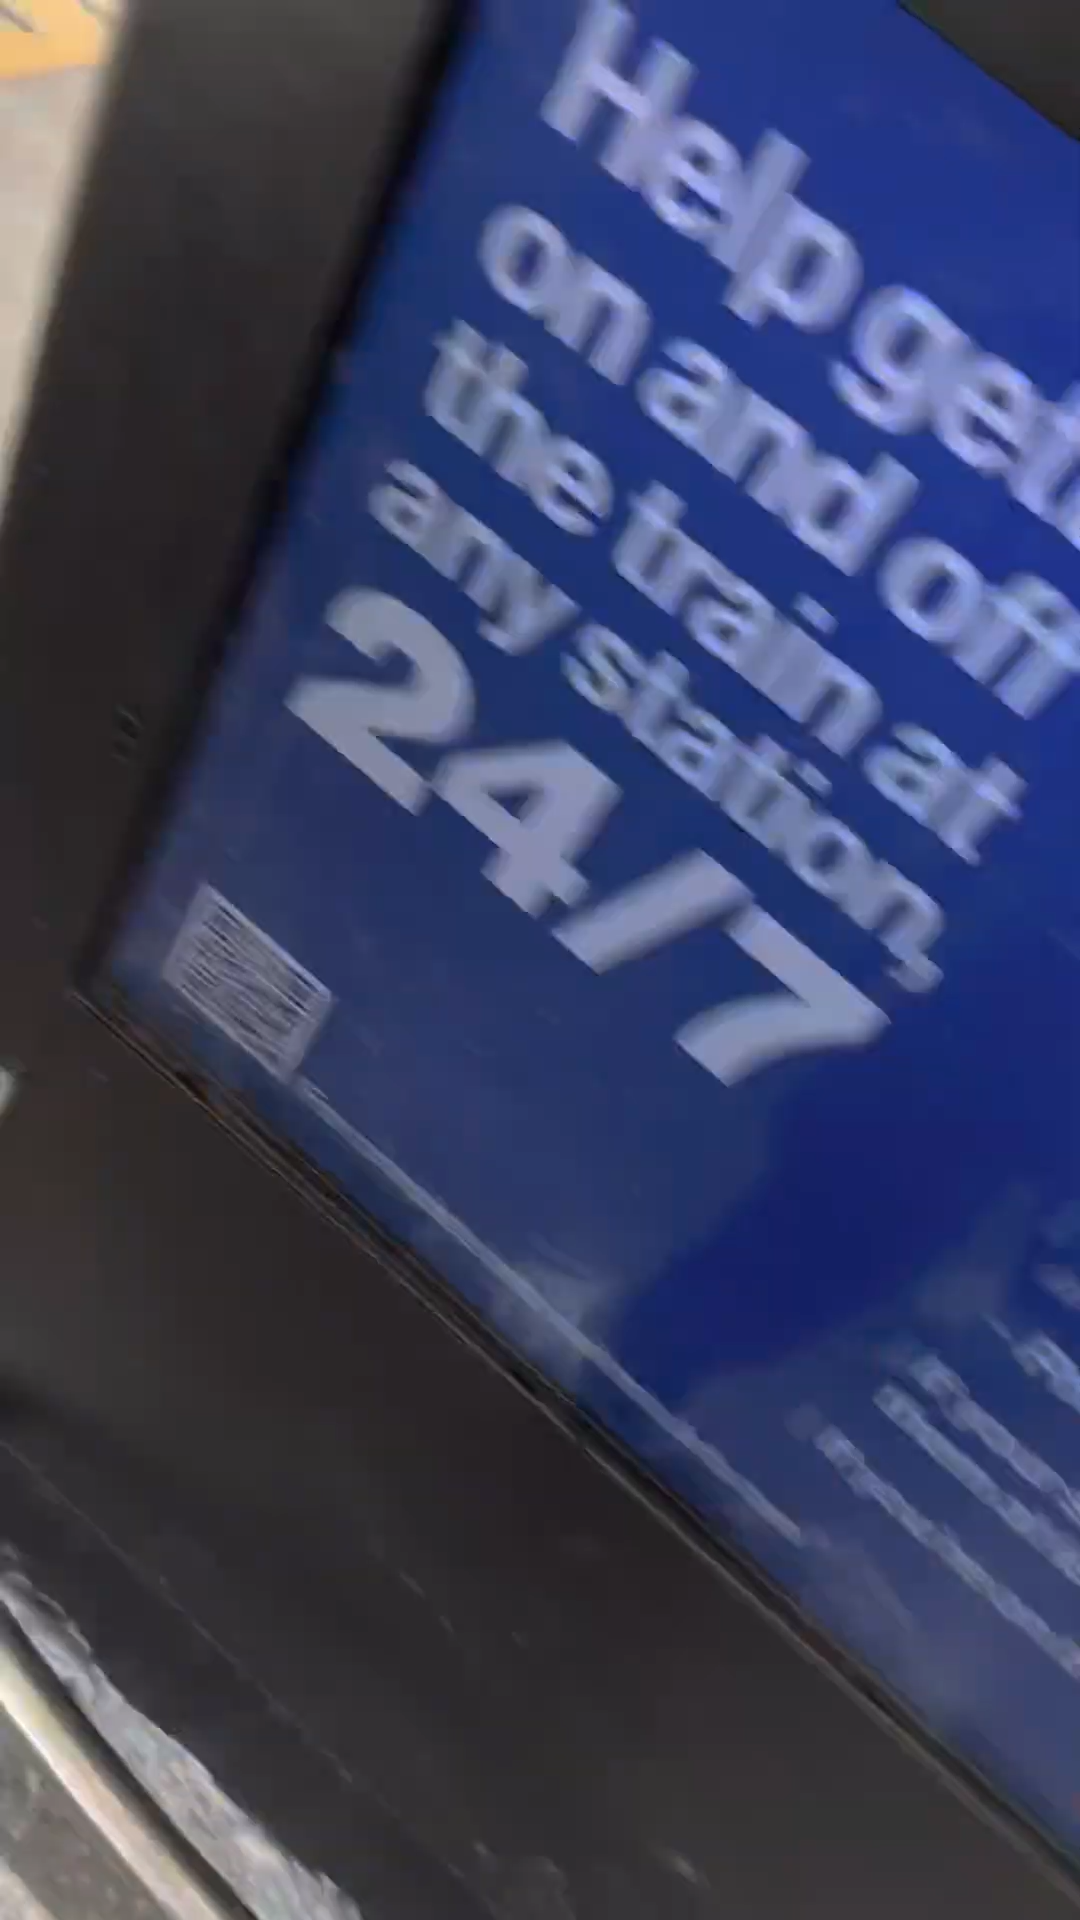 Help get
on and off
the train at
any station,
24/7